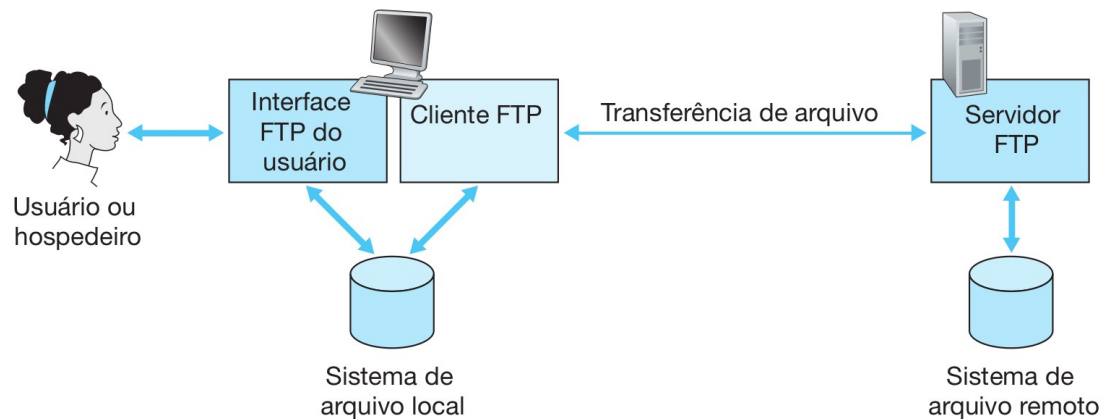 Usuário ou
hospedeiro
Interface
FTP do
usuário
Cliente FTP
Transferência de arquivo
Servidor
FTP
Sistema de
arquivo local
Sistema de
arquivo remoto